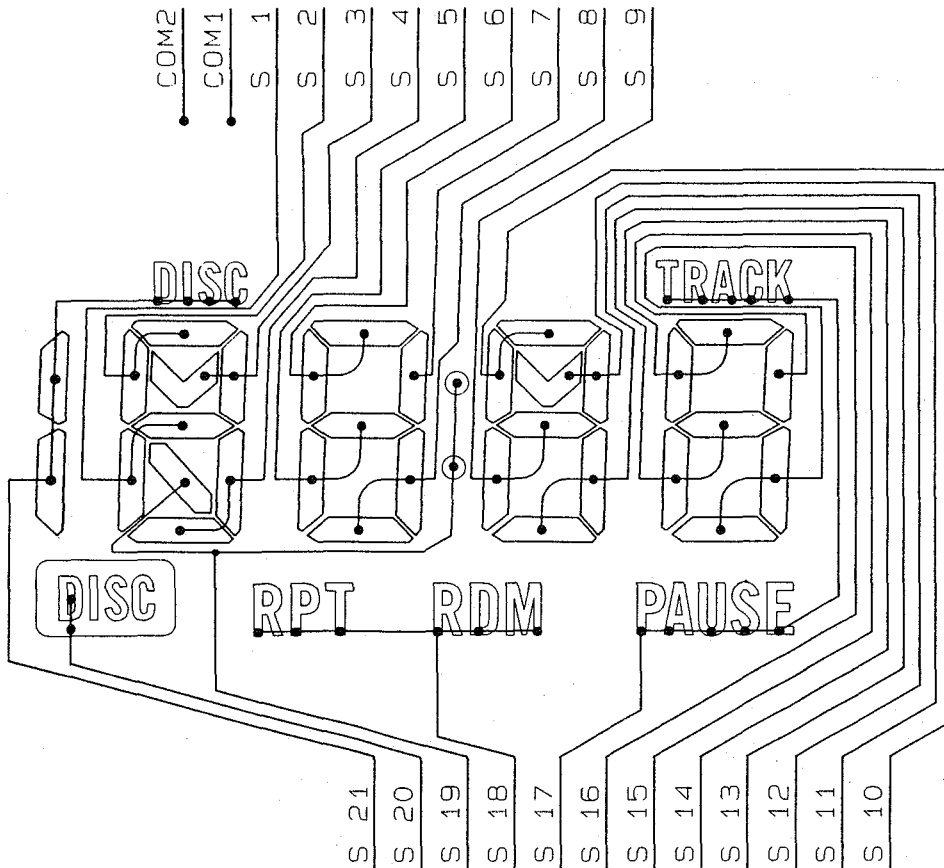 COM2
COM1
S 1
S 2
S 3
S 4
S 5
S 6
S 7
S 8
S 9
DISC
TRACK
DISC
RPT
RDM
PAUSE
S 21
S 20
S 19
S 18
S 17
S 16
S 15
S 14
S 13
S 12
S 11
S 10